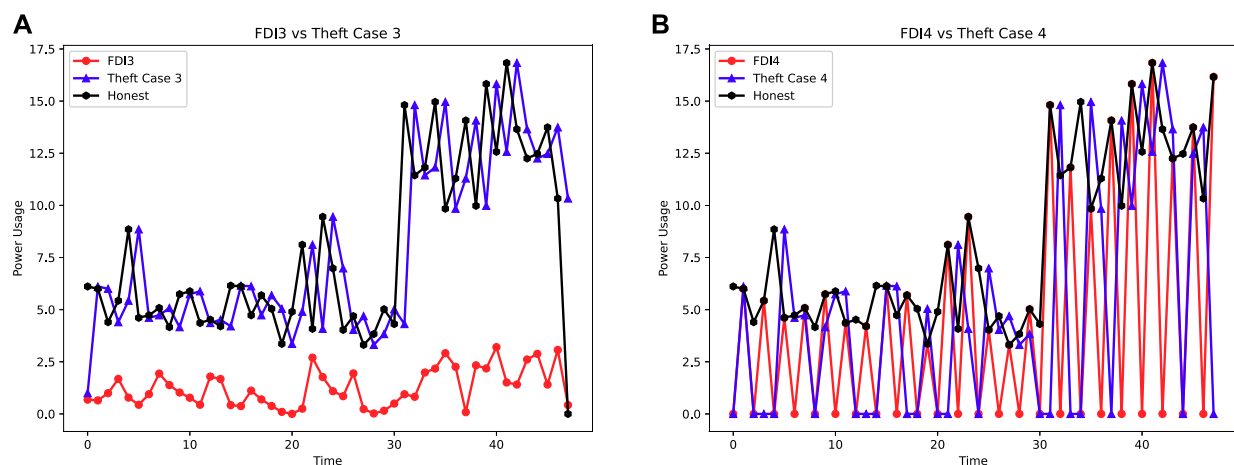 A
FDI3 vs Theft Case 3
17.5
15.0
12.5
10.0
7.5
5.0
2.5
0.0
Power Usage
FDI3
Theft Case 3
Honest
0
10
20
30
40
Time
B
FDI4 vs Theft Case 4
17.5
15.0
12.5
10.0
7.5
5.0
2.5
0.0
Power Usage
FDI4
Theft Case 4
Honest
0
10
20
30
40
Time